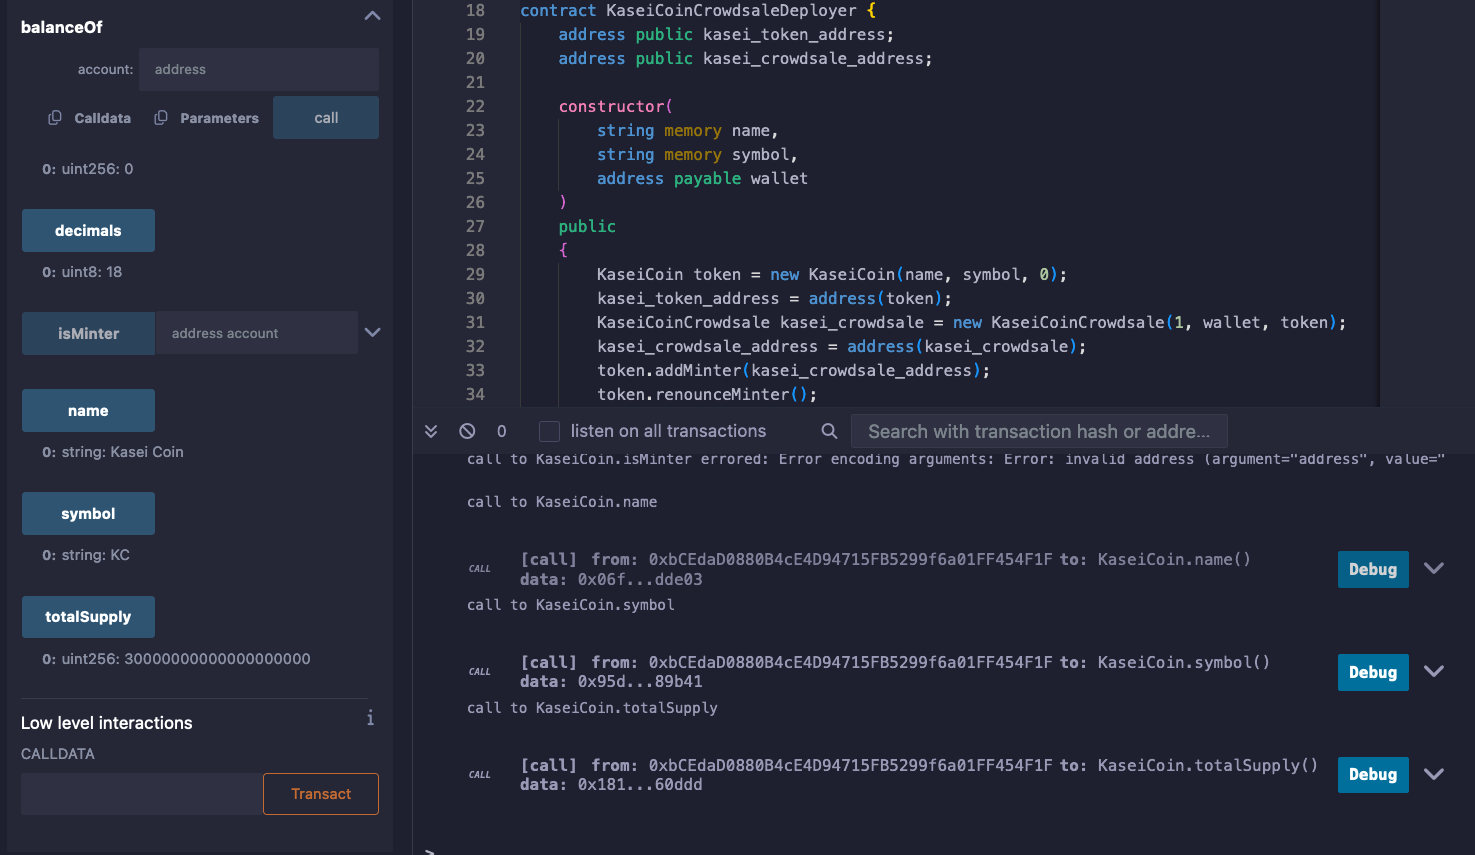 balanceOf
account: address
Calldata Parameters call
0: uint256: 0
decimals
0: uint8: 18
isMinter address account
name
0: string: Kasei Coin
symbol
0: string: KC
totalSupply
0: uint256: 30000000000000000000
Low level interactions i
CALLDATA
Transact
18 contract KaseiCoinCrowdsaleDeployer {
19 address public kasei_token_address;
20 address public kasei_crowdsale_address;
21
22 constructor(
23 string memory name,
24 string memory symbol,
25 address payable wallet
26 )
27 public
28 {
29 KaseiCoin token = new KaseiCoin(name, symbol, 0);
30 kasei_token_address = address(token);
31 KaseiCoinCrowdsale kasei_crowdsale = new KaseiCoinCrowdsale(1, wallet, token);
32 kasei_crowdsale_address = address(kasei_crowdsale);
33 token.addMinter(kasei_crowdsale_address);
34 token.renounceMinter();
0 listen on all transactions Search with transaction hash or addre...
call to KaseiCoin.isMinter errored: Error encoding arguments: Error: invalid address (argument="address", value="
call to KaseiCoin.name
CALL [call] from: 0xbCEdaD0880B4cE4D94715FB5299f6a01FF454F1F to: KaseiCoin.name() Debug
data: 0x06f...dde03
call to KaseiCoin.symbol
CALL [call] from: 0xbCEdaD0880B4cE4D94715FB5299f6a01FF454F1F to: KaseiCoin.symbol() Debug
data: 0x95d...89b41
call to KaseiCoin.totalSupply
CALL [call] from: 0xbCEdaD0880B4cE4D94715FB5299f6a01FF454F1F to: KaseiCoin.totalSupply() Debug
data: 0x181...60ddd
>